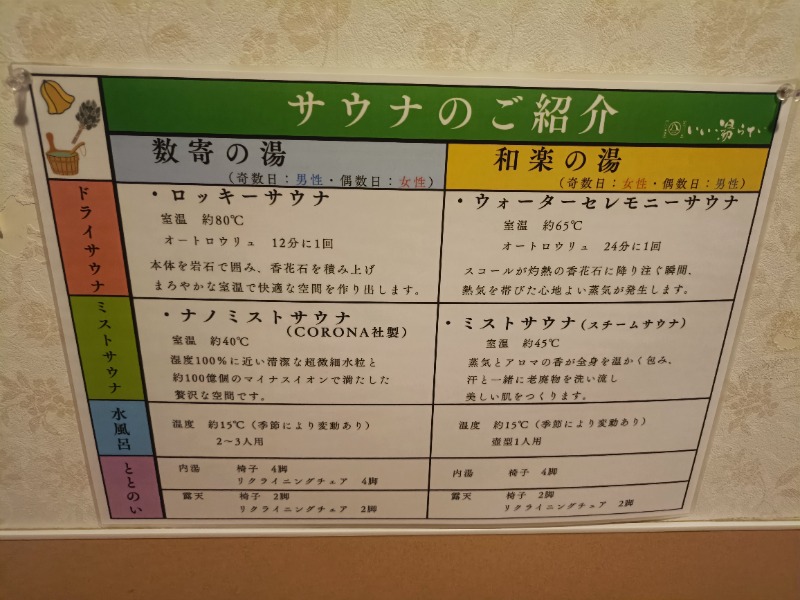 サウナのご紹介
いい湯らてい
数寄の湯
（奇数日：男性・偶数日：女性）
和楽の湯
（奇数日：女性・偶数日：男性）
ドライサウナ
・ロッキーサウナ
室温　約80℃
オートロウリュ　12分に1回
本体を岩石で囲み、香花石を積み上げ
まろやかな室温で快適な空間を作り出します。
・ウォーターセレモニーサウナ
室温　約65℃
オートロウリュ　24分に1回
スコールが灼熱の香花石に降り注ぐ瞬間、
熱気を帯びた心地よい蒸気が発生します。
ミストサウナ
・ナノミストサウナ
（CORONA社製）
室温　約40℃
湿度100％に近い清潔な超微細水粒と
約100億個のマイナスイオンで満たした
贅沢な空間です。
・ミストサウナ（スチームサウナ）
室温　約45℃
蒸気とアロマの香が全身を温かく包み、
汗と一緒に老廃物を洗い流し
美しい肌をつくります。
水風呂
温度　約15℃（季節により変動あり）
2～3人用
温度　約15℃（季節により変動あり）
壺型1人用
ととのい
内湯　椅子　4脚
リクライニングチェア　4脚
露天　椅子　2脚
リクライニングチェア　2脚
内湯　椅子　4脚
露天　椅子　2脚
リクライニングチェア　2脚